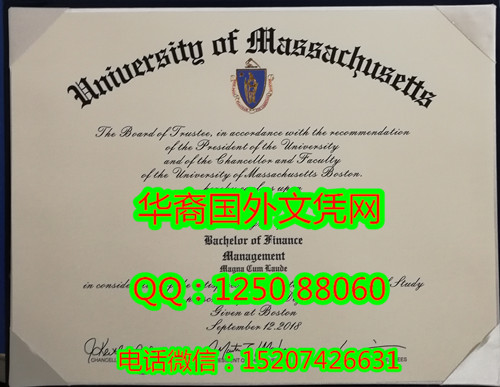 University of Massachusetts
The Board of Trustee, in accordance with the recommendation
of the President of the University
and of the Chancellor and Faculty
of the University of Massachusetts Boston,
华裔国外文凭网
Bachelor of Finance
Management
Magna Cum Laude
in Study
QQ：1250 88060
Given at Boston
September 12, 2018
电话微信：15207426631